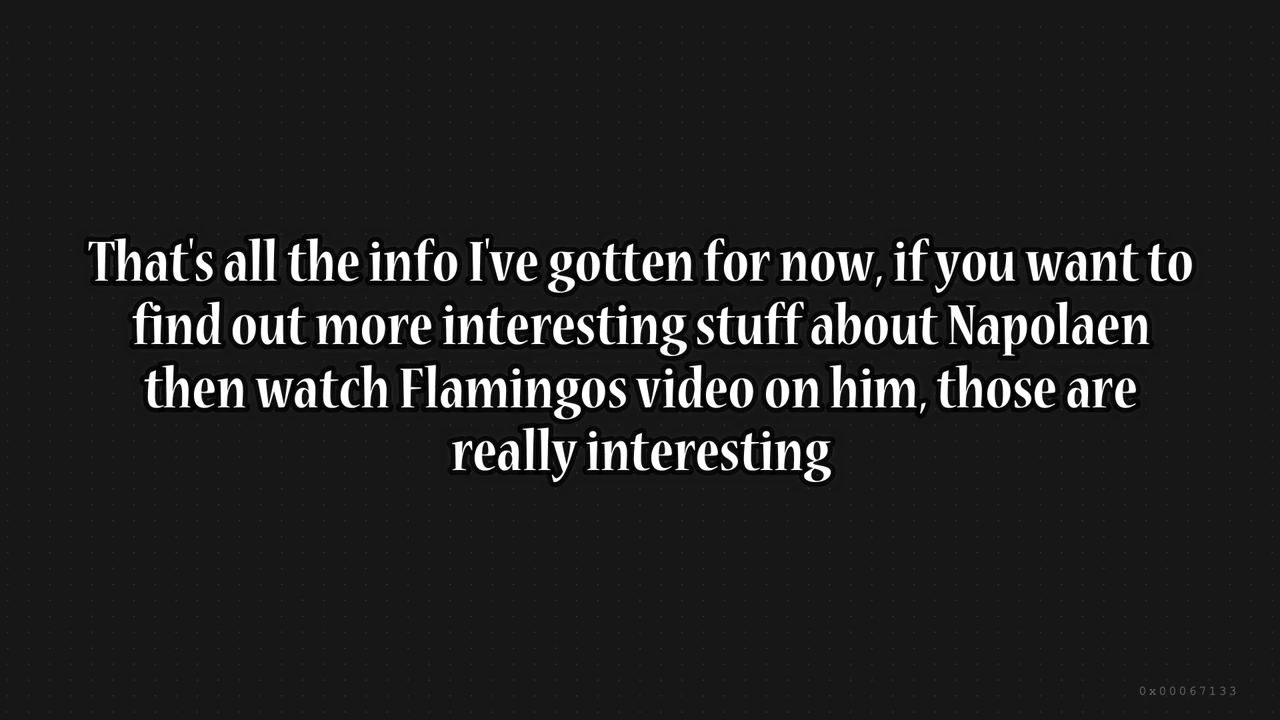 That's all the info I've gotten for now, if you want to
find out more interesting stuff about Napolaen
then watch Flamingos video on him, those are
really interesting
0x00067133